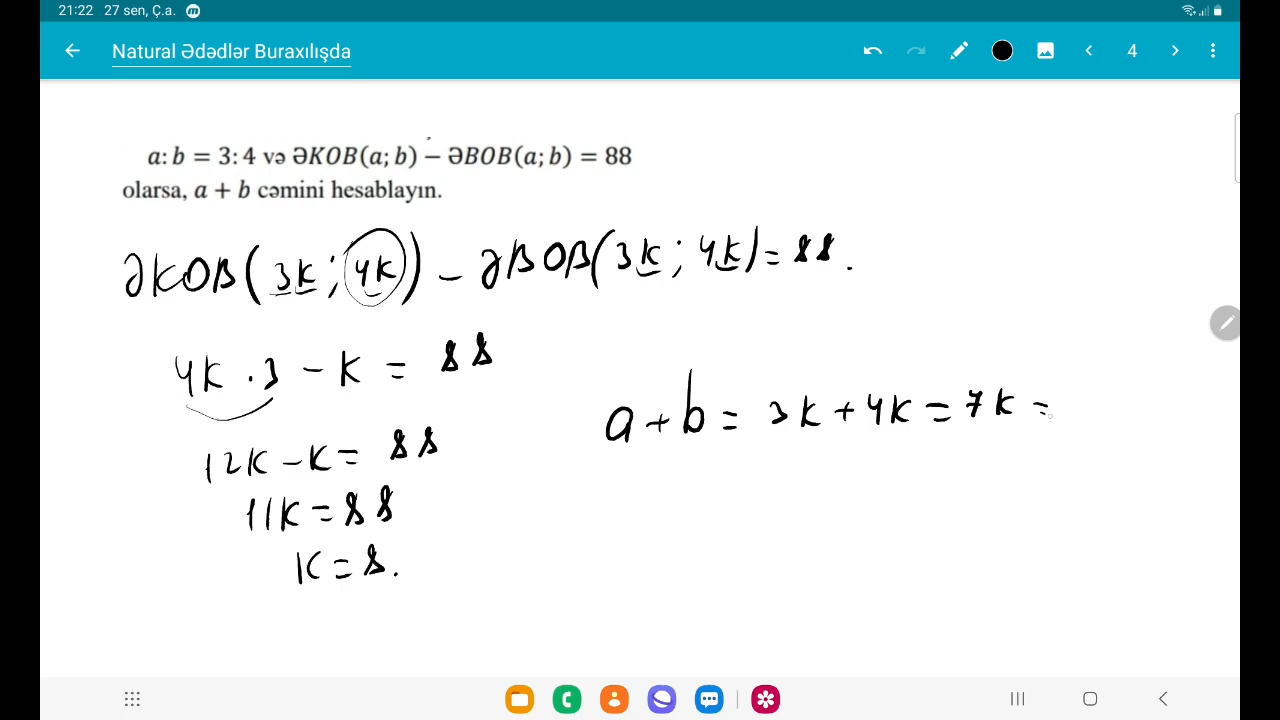 21:22 27 sen, Ç.a.
Natural Ədədlər Buraxılışda
4
a: b = 3: 4 və ƏKOB(a; b) − ƏBOB(a; b) = 88
olarsa, a + b cəmini hesablayın.
ƏKOB(3K; 4K) − ƏBOB(3K; 4K) = 88.
4K · 3 − K = 88
a + b = 3K + 4K = 7K =
12K − K = 88
11K = 88
K = 8.